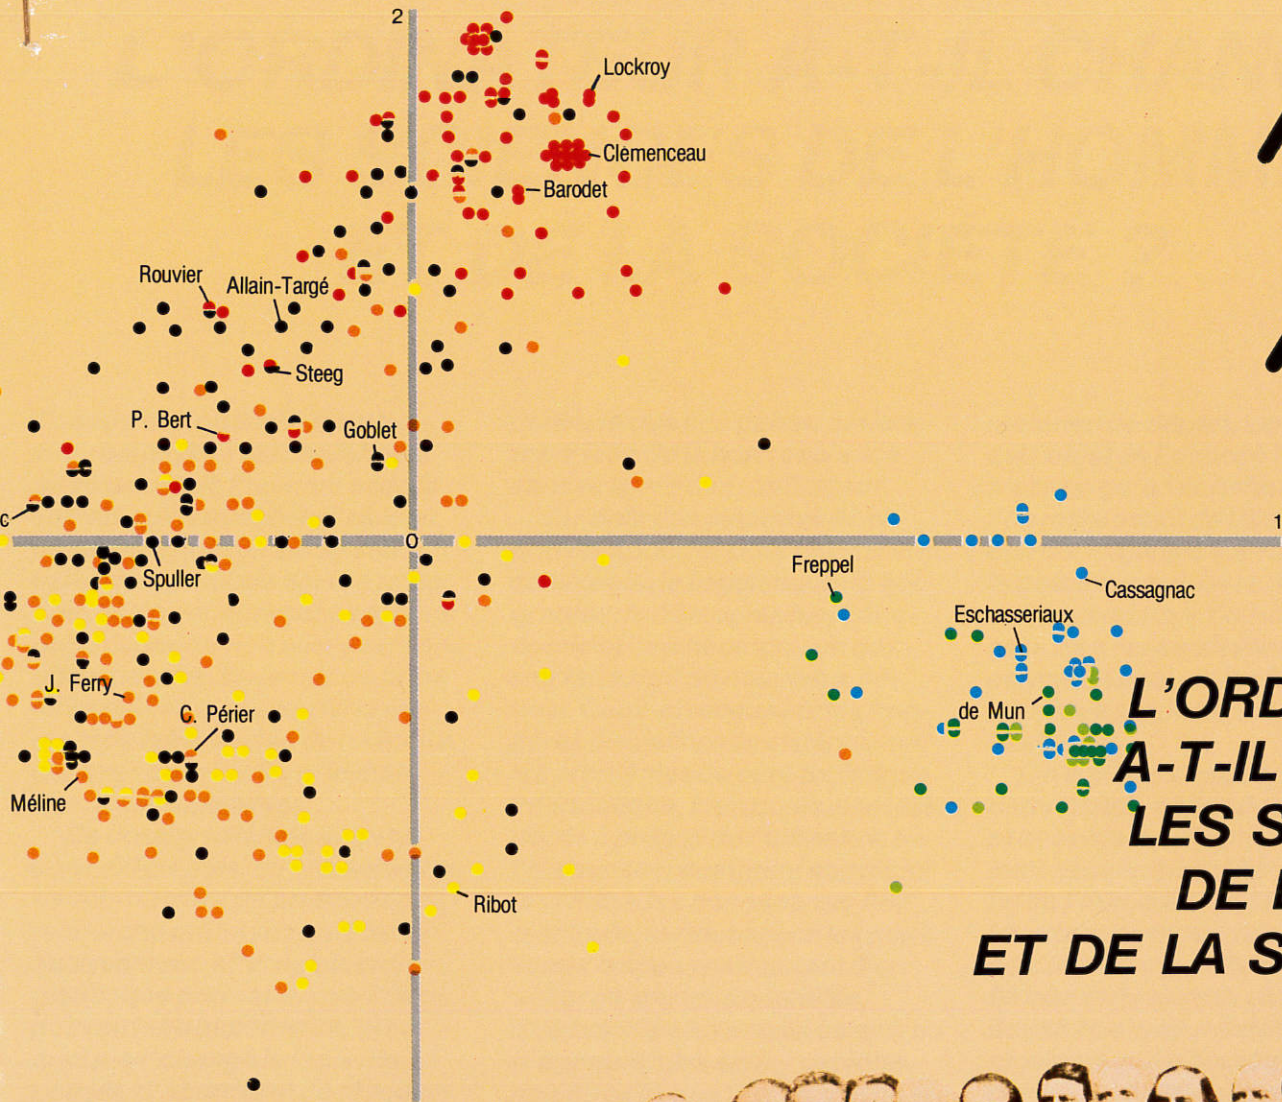 2
Lockroy
Clemenceau
Barodet
Rouvier
Allain-Targé
Steeg
P. Bert
Goblet
c
0
1
Spuller
Freppel
Cassagnac
Eschasseriaux
J. Ferry
de Mun
C. Périer
L'ORD
A-T-IL
Méline
LES S
DE L
Ribot
ET DE LA S